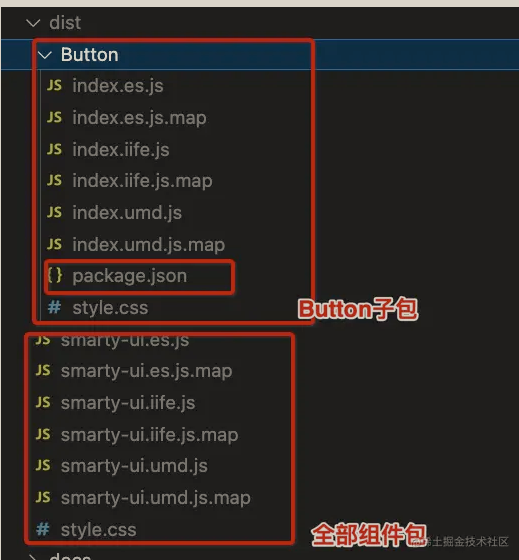 dist
Button
JS index.es.js
JS index.es.js.map
JS index.iife.js
JS index.iife.js.map
JS index.umd.js
JS index.umd.js.map
{} package.json
# style.css
Button子包
JS smarty-ui.es.js
JS smarty-ui.es.js.map
JS smarty-ui.iife.js
JS smarty-ui.iife.js.map
JS smarty-ui.umd.js
JS smarty-ui.umd.js.map
# style.css
全部组件包
@稀土掘金技术社区
docs